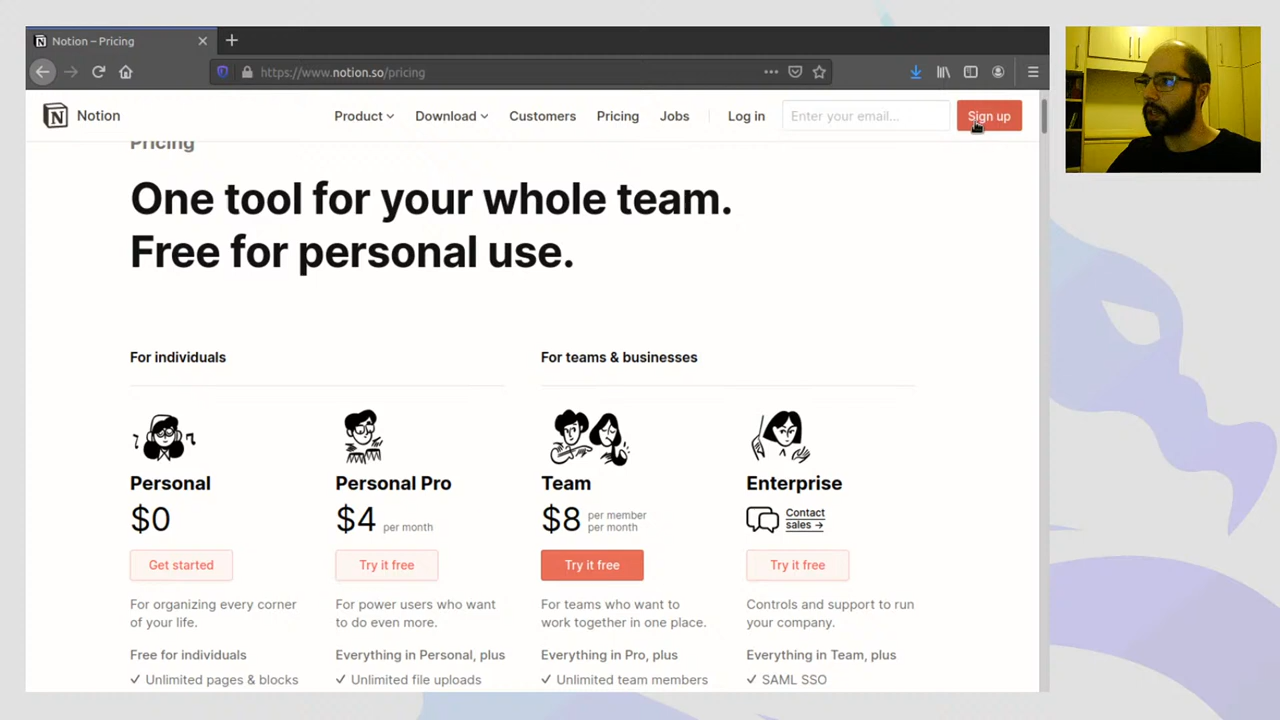 Notion – Pricing
https://www.notion.so/pricing
Notion
Product
Download
Customers
Pricing
Jobs
Log in
Enter your email...
Sign up
Pricing
One tool for your whole team.
Free for personal use.
For individuals
For teams & businesses
Personal
$0
Get started
For organizing every corner
of your life.
Free for individuals
✓ Unlimited pages & blocks
Personal Pro
$4 per month
Try it free
For power users who want
to do even more.
Everything in Personal, plus
✓ Unlimited file uploads
Team
$8 per member
per month
Try it free
For teams who want to
work together in one place.
Everything in Pro, plus
✓ Unlimited team members
Enterprise
Contact
sales →
Try it free
Controls and support to run
your company.
Everything in Team, plus
✓ SAML SSO